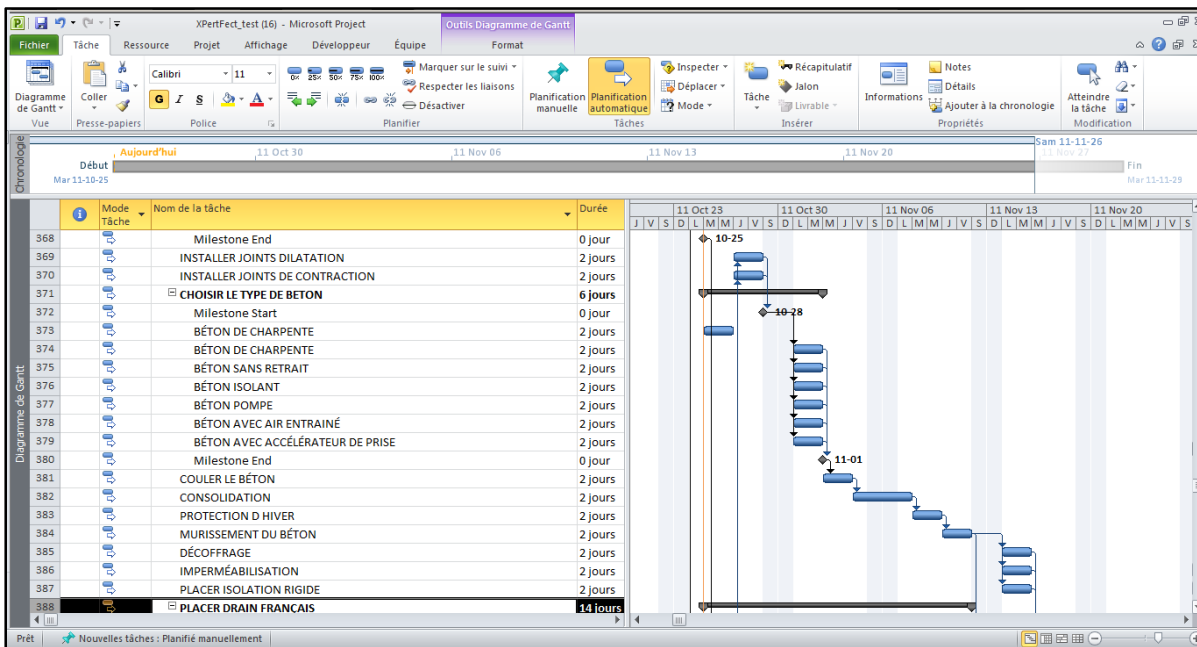 XPertFect_test (16) - Microsoft Project
Outils Diagramme de Gantt
Fichier Tâche Ressource Projet Affichage Développeur Équipe Format
Diagramme de Gantt
Vue
Coller
Presse-papiers
Calibri 11
G I S A
Police
0% 25% 50% 75% 100%
Marquer sur le suivi
Respecter les liaisons
Désactiver
Planifier
Planification manuelle
Planification automatique
Inspecter
Déplacer
Mode
Tâches
Tâche
Récapitulatif
Jalon
Livrable
Insérer
Informations
Notes
Détails
Ajouter à la chronologie
Propriétés
Atteindre la tâche
Modification
Chronologie
Sam 11-11-26
Aujourd'hui 11 Oct 30 11 Nov 06 11 Nov 13 11 Nov 20 11 Nov 27
Début
Mar 11-10-25
Fin
Mar 11-11-29
Diagramme de Gantt
Mode Tâche Nom de la tâche Durée
11 Oct 23 11 Oct 30 11 Nov 06 11 Nov 13 11 Nov 20
J V S D L M M J V S D L M M J V S D L M M J V S D L M M J V S D L M M J V S
368 Milestone End 0 jour 10-25
369 INSTALLER JOINTS DILATATION 2 jours
370 INSTALLER JOINTS DE CONTRACTION 2 jours
371 CHOISIR LE TYPE DE BETON 6 jours
372 Milestone Start 0 jour 10-28
373 BÉTON DE CHARPENTE 2 jours
374 BÉTON DE CHARPENTE 2 jours
375 BÉTON SANS RETRAIT 2 jours
376 BÉTON ISOLANT 2 jours
377 BÉTON POMPE 2 jours
378 BÉTON AVEC AIR ENTRAINÉ 2 jours
379 BÉTON AVEC ACCÉLÉRATEUR DE PRISE 2 jours
380 Milestone End 0 jour 11-01
381 COULER LE BÉTON 2 jours
382 CONSOLIDATION 2 jours
383 PROTECTION D HIVER 2 jours
384 MURISSEMENT DU BÉTON 2 jours
385 DÉCOFFRAGE 2 jours
386 IMPERMÉABILISATION 2 jours
387 PLACER ISOLATION RIGIDE 2 jours
388 PLACER DRAIN FRANÇAIS 14 jours
Prêt Nouvelles tâches : Planifié manuellement